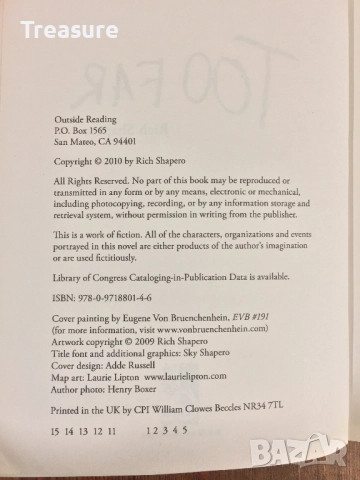 Treasure
TOO FAR
Outside Reading
P.O. Box 1565
San Mateo, CA 94401
Copyright © 2010 by Rich Shapero
All Rights Reserved. No part of this book may be reproduced or
transmitted in any form or by any means, electronic or mechanical,
including photocopying, recording, or by any information storage and
retrieval system, without permission in writing from the publisher.
This is a work of fiction. All of the characters, organizations and events
portrayed in this novel are either products of the author's imagination
or are used fictitiously.
Library of Congress Cataloging-in-Publication Data is available.
ISBN: 978-0-9718801-4-6
Cover painting by Eugene Von Bruenchenhein, EVB #191
(for more information, visit www.vonbruenchenhein.com)
Artwork copyright © 2009 Rich Shapero
Title font and additional graphics: Sky Shapero
Cover design: Adde Russell
Map art: Laurie Lipton www.laurielipton.com
Author photo: Henry Boxer
Printed in the UK by CPI William Clowes Beccles NR34 7TL
15 14 13 12 11 1 2 3 4 5
BAZAR